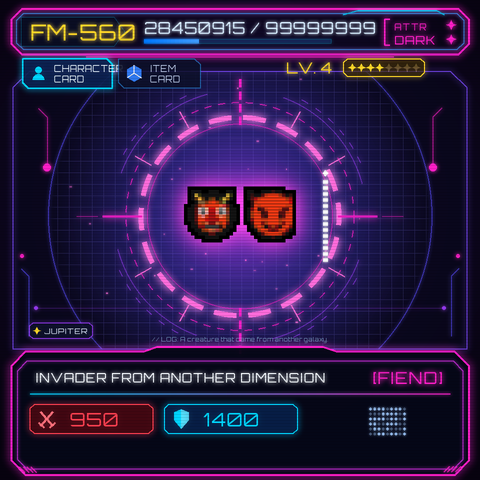 FM-560
28450915 / 99999999
ATTR
DARK
CHARACTER
CARD
ITEM
CARD
LV. 4
JUPITER
// LOG: A creature that came from another galaxy.
INVADER FROM ANOTHER DIMENSION
[FIEND]
950
1400